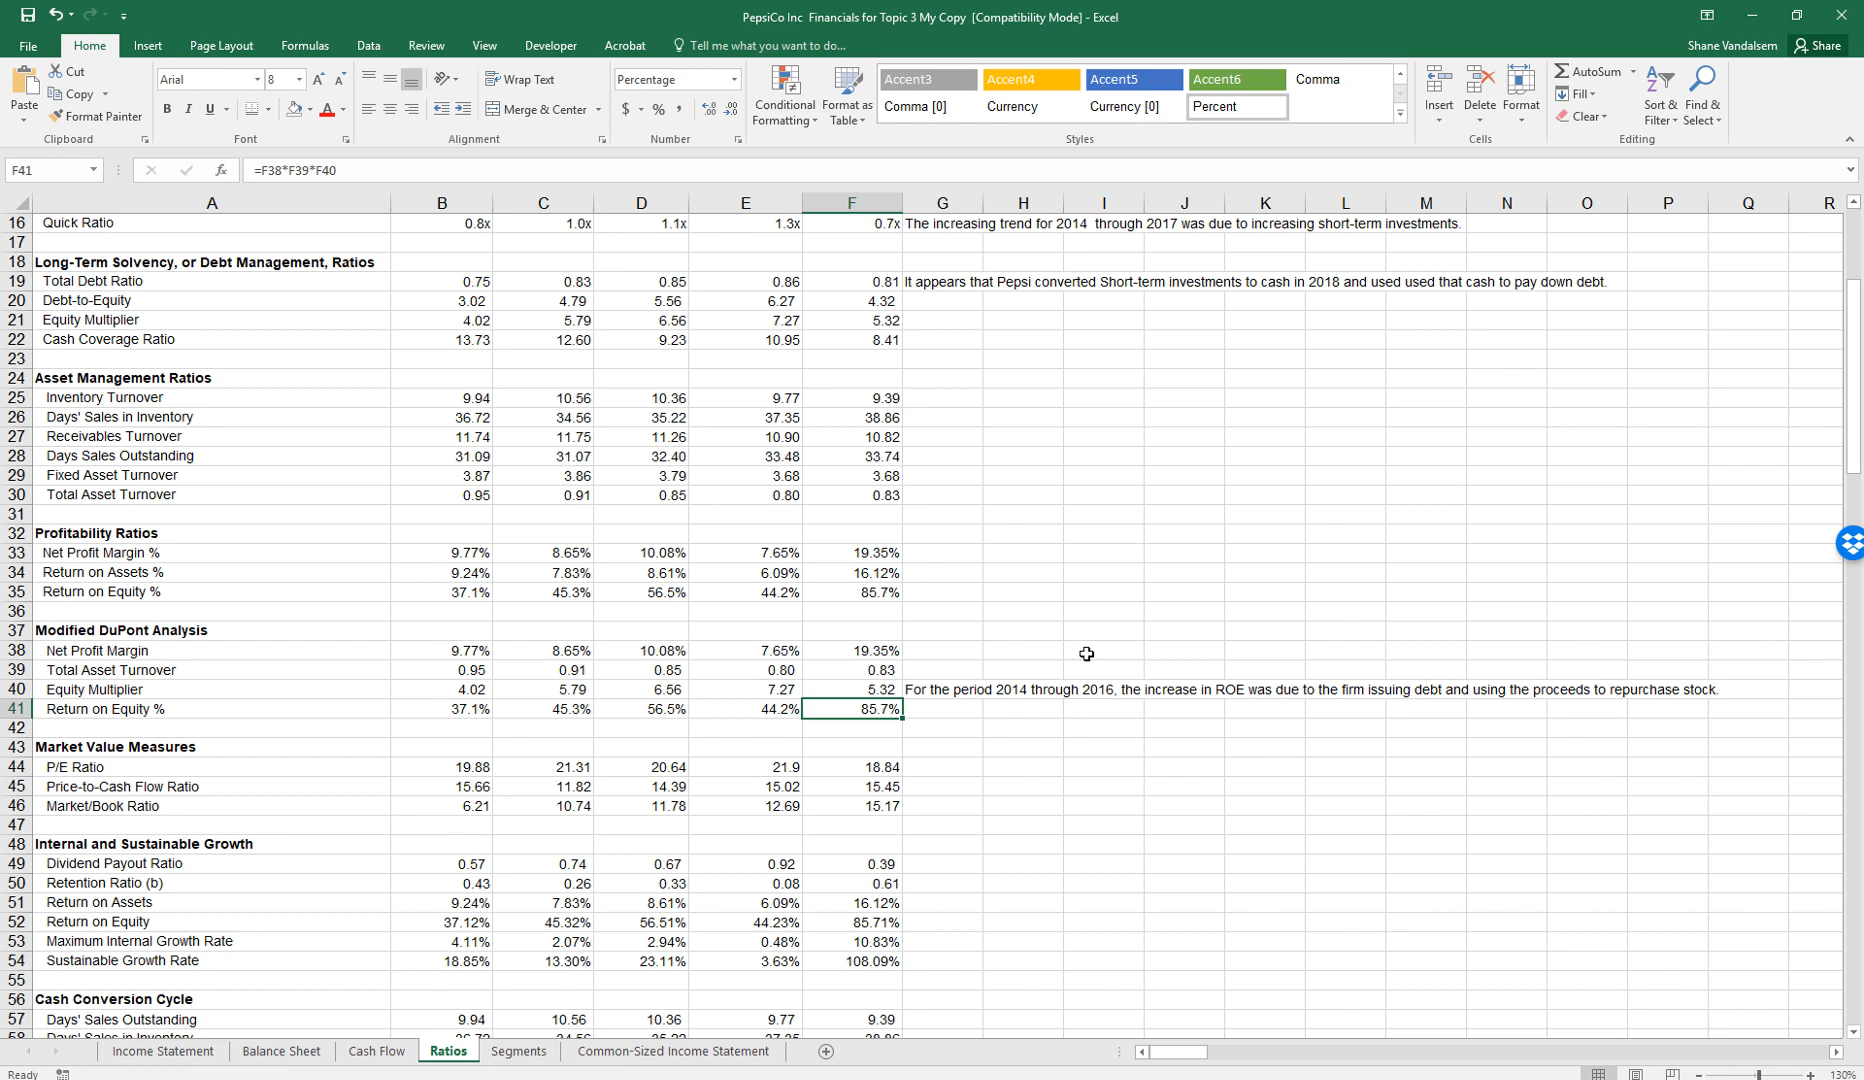 PepsiCo Inc Financials for Topic 3 My Copy [Compatibility Mode] - Excel
File Home Insert Page Layout Formulas Data Review View Developer Acrobat Tell me what you want to do... Shane Vandalsem Share
Paste Cut Copy Format Painter Clipboard
Arial 8 B I U A Font
Wrap Text Merge & Center Alignment
Percentage $ % , Number
Conditional Formatting Format as Table
Accent3 Accent4 Accent5 Accent6 Comma
Comma [0] Currency Currency [0] Percent
Styles
Insert Delete Format Cells
AutoSum Fill Clear Sort & Filter Find & Select Editing
F41 fx =F38*F39*F40
A B C D E F G H I J K L M N O P Q R
16 Quick Ratio 0.8x 1.0x 1.1x 1.3x 0.7x The increasing trend for 2014 through 2017 was due to increasing short-term investments.
17
18 Long-Term Solvency, or Debt Management, Ratios
19 Total Debt Ratio 0.75 0.83 0.85 0.86 0.81 It appears that Pepsi converted Short-term investments to cash in 2018 and used used that cash to pay down debt.
20 Debt-to-Equity 3.02 4.79 5.56 6.27 4.32
21 Equity Multiplier 4.02 5.79 6.56 7.27 5.32
22 Cash Coverage Ratio 13.73 12.60 9.23 10.95 8.41
23
24 Asset Management Ratios
25 Inventory Turnover 9.94 10.56 10.36 9.77 9.39
26 Days' Sales in Inventory 36.72 34.56 35.22 37.35 38.86
27 Receivables Turnover 11.74 11.75 11.26 10.90 10.82
28 Days Sales Outstanding 31.09 31.07 32.40 33.48 33.74
29 Fixed Asset Turnover 3.87 3.86 3.79 3.68 3.68
30 Total Asset Turnover 0.95 0.91 0.85 0.80 0.83
31
32 Profitability Ratios
33 Net Profit Margin % 9.77% 8.65% 10.08% 7.65% 19.35%
34 Return on Assets % 9.24% 7.83% 8.61% 6.09% 16.12%
35 Return on Equity % 37.1% 45.3% 56.5% 44.2% 85.7%
36
37 Modified DuPont Analysis
38 Net Profit Margin 9.77% 8.65% 10.08% 7.65% 19.35%
39 Total Asset Turnover 0.95 0.91 0.85 0.80 0.83
40 Equity Multiplier 4.02 5.79 6.56 7.27 5.32 For the period 2014 through 2016, the increase in ROE was due to the firm issuing debt and using the proceeds to repurchase stock.
41 Return on Equity % 37.1% 45.3% 56.5% 44.2% 85.7%
42
43 Market Value Measures
44 P/E Ratio 19.88 21.31 20.64 21.9 18.84
45 Price-to-Cash Flow Ratio 15.66 11.82 14.39 15.02 15.45
46 Market/Book Ratio 6.21 10.74 11.78 12.69 15.17
47
48 Internal and Sustainable Growth
49 Dividend Payout Ratio 0.57 0.74 0.67 0.92 0.39
50 Retention Ratio (b) 0.43 0.26 0.33 0.08 0.61
51 Return on Assets 9.24% 7.83% 8.61% 6.09% 16.12%
52 Return on Equity 37.12% 45.32% 56.51% 44.23% 85.71%
53 Maximum Internal Growth Rate 4.11% 2.07% 2.94% 0.48% 10.83%
54 Sustainable Growth Rate 18.85% 13.30% 23.11% 3.63% 108.09%
55
56 Cash Conversion Cycle
57 Days' Sales Outstanding 9.94 10.56 10.36 9.77 9.39
Income Statement Balance Sheet Cash Flow Ratios Segments Common-Sized Income Statement
Ready 130%